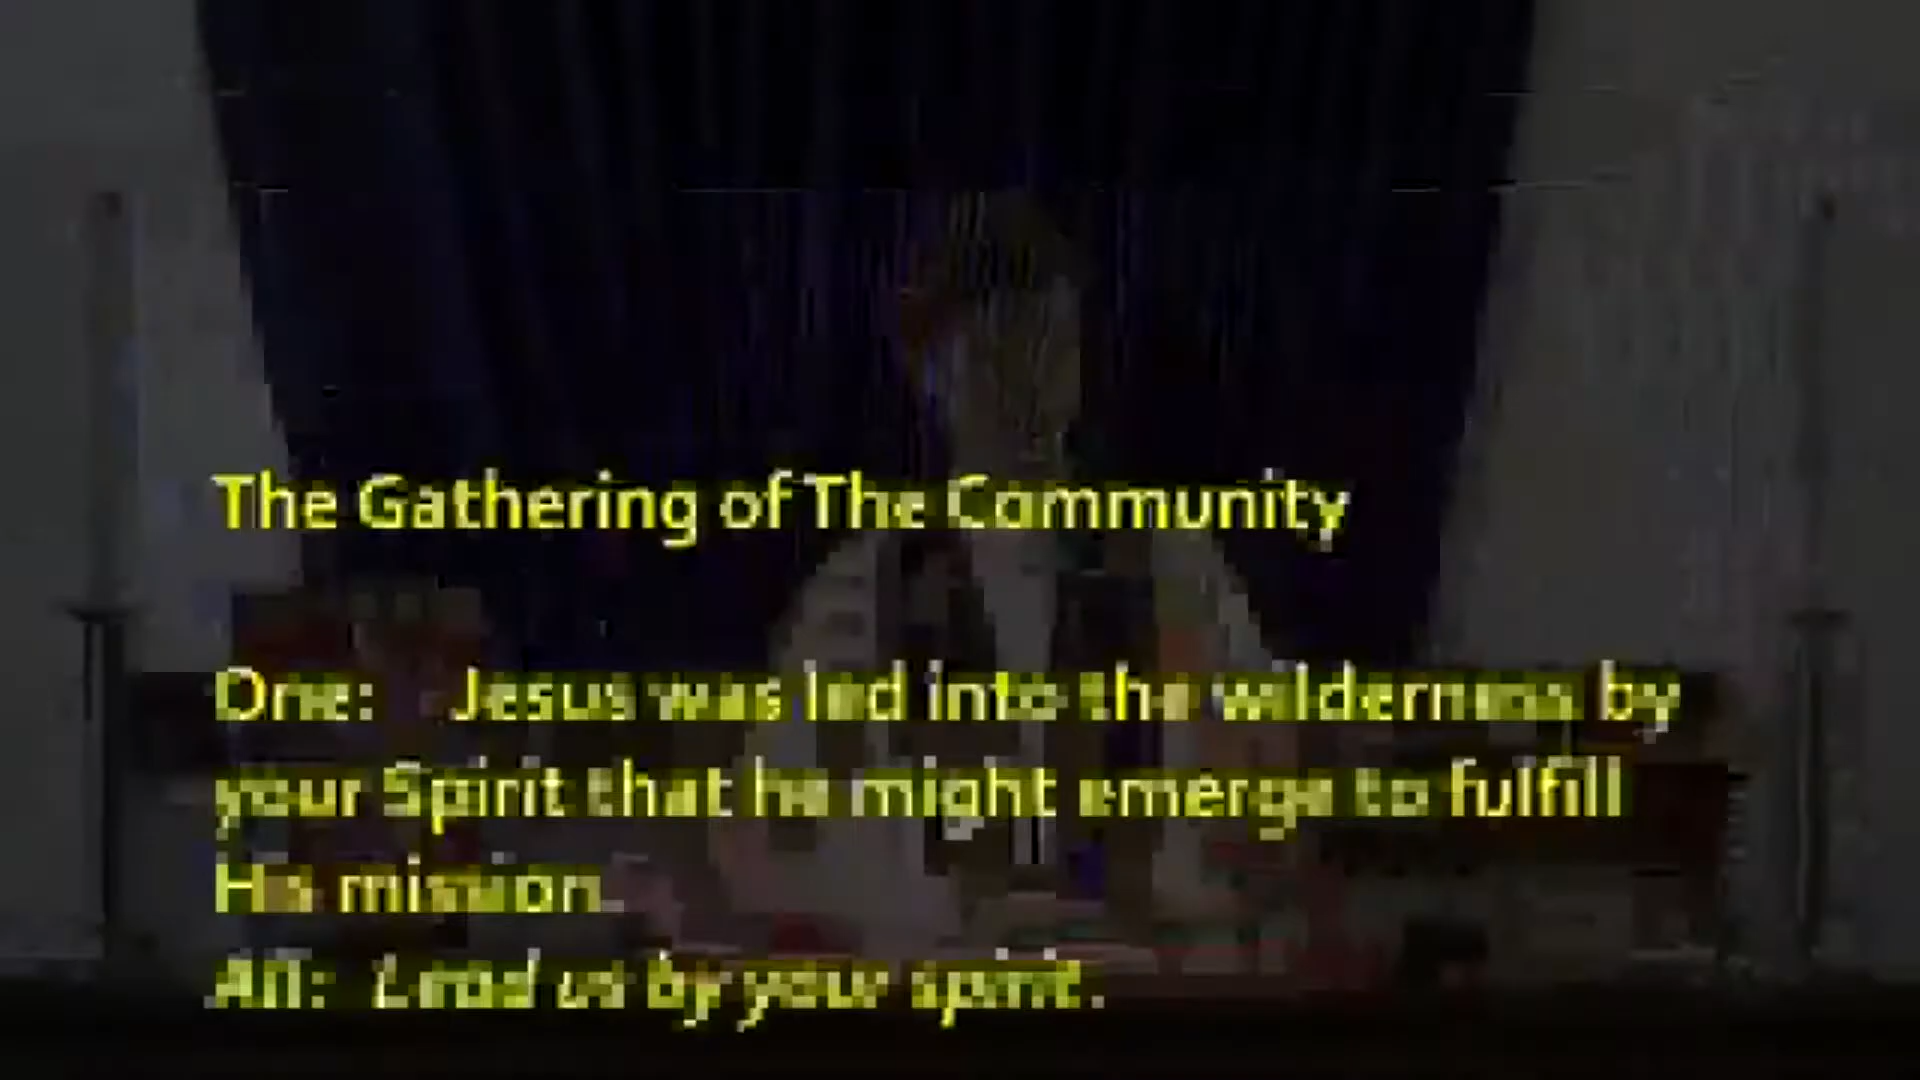 The Gathering of The Community
One: Jesus was led into the wilderness by
your Spirit that he might emerge to fulfill
His mission.
All: Lead us by your spirit.